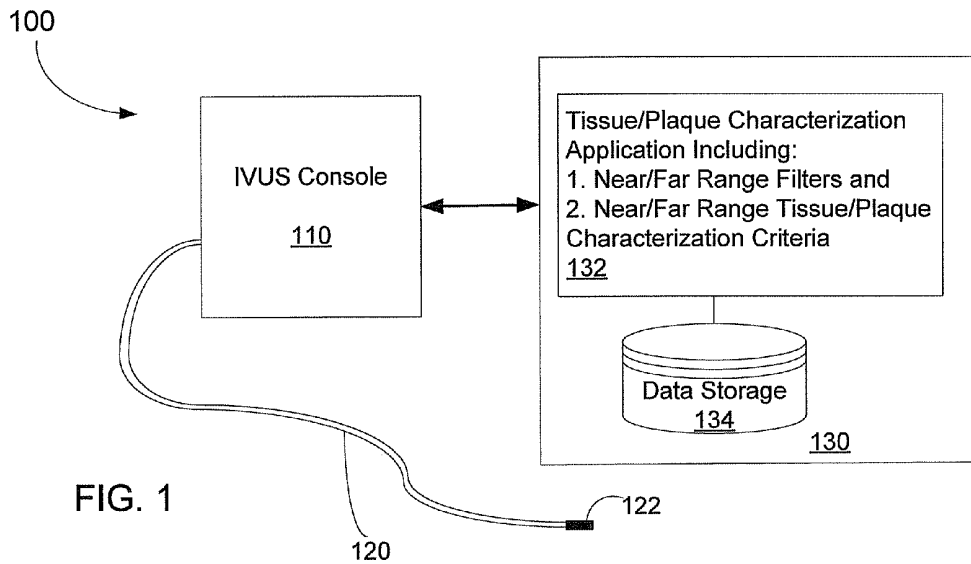 100
IVUS Console
110
Tissue/Plaque Characterization
Application Including:
1. Near/Far Range Filters and
2. Near/Far Range Tissue/Plaque
Characterization Criteria
132
Data Storage
134
130
FIG. 1
120
122